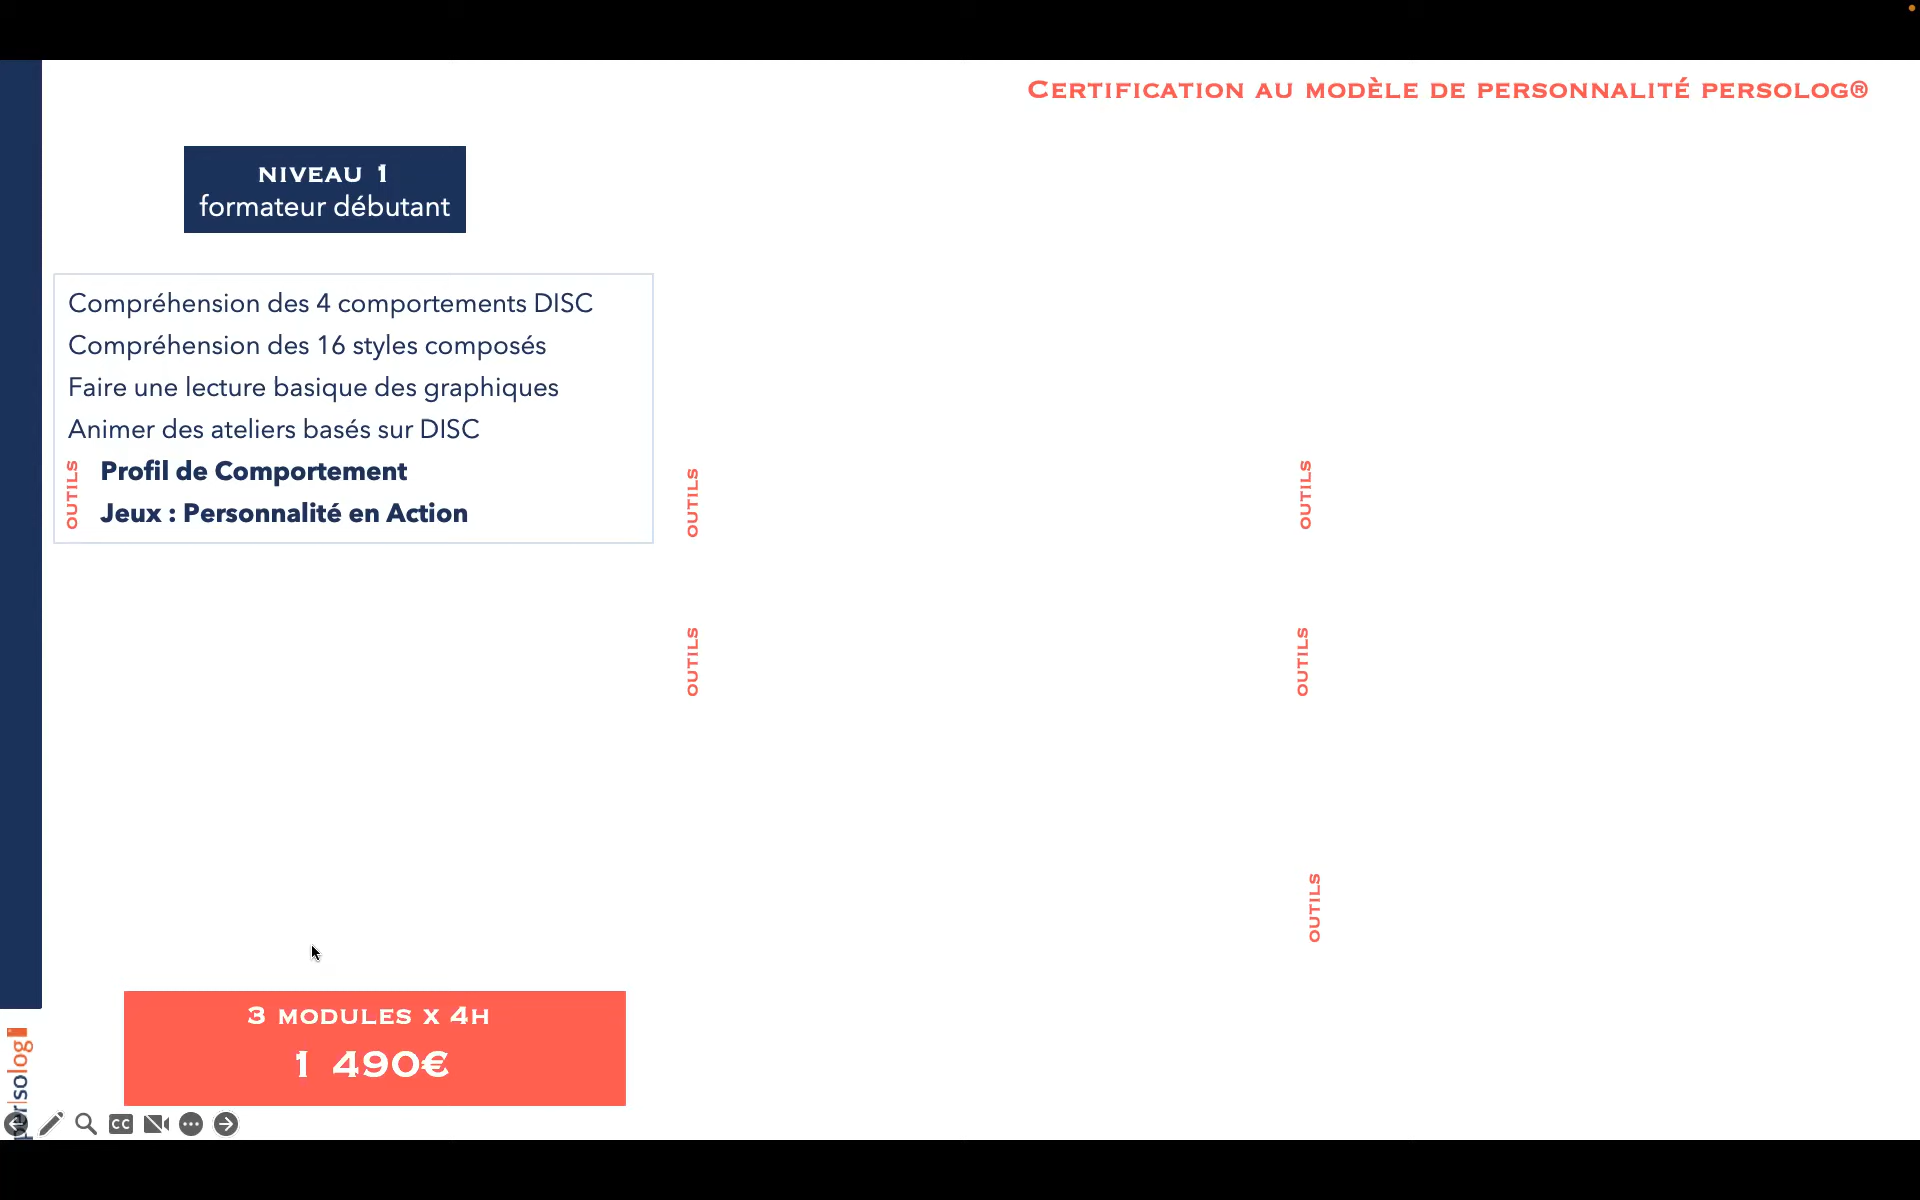 Certification au modèle de personnalité persolog®
NIVEAU 1
formateur débutant
Compréhension des 4 comportements DISC
Compréhension des 16 styles composés
Faire une lecture basique des graphiques
Animer des ateliers basés sur DISC
OUTILS
Profil de Comportement
Jeux : Personnalité en Action
OUTILS
OUTILS
OUTILS
OUTILS
OUTILS
3 MODULES X 4H
1 490€
persolog
CC